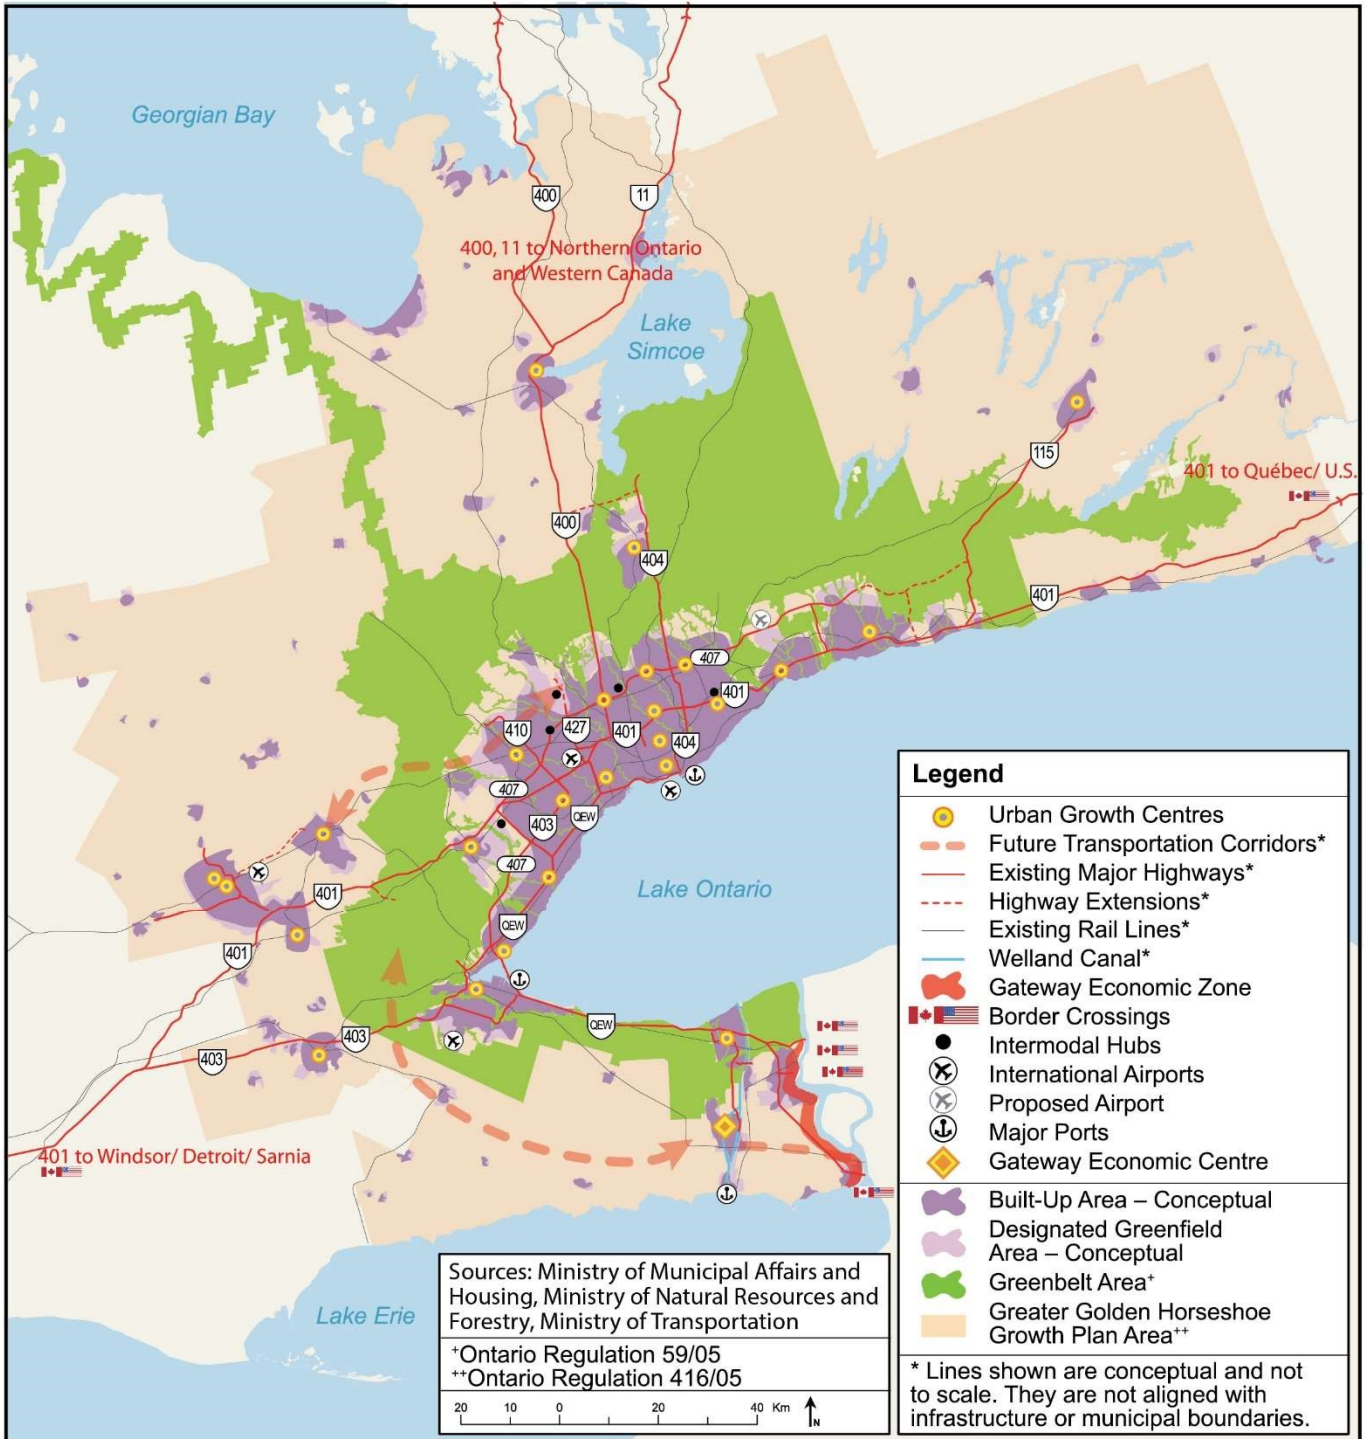 Georgian Bay
400
11
400, 11 to Northern Ontario
and Western Canada
Lake
Simcoe
115
401 to Québec/ U.S.
400
404
401
407
401
410
427
401
404
407
403
QEW
407
Lake Ontario
401
QEW
401
403
403
QEW
401 to Windsor/ Detroit/ Sarnia
Lake Erie
Legend
Urban Growth Centres
Future Transportation Corridors*
Existing Major Highways*
Highway Extensions*
Existing Rail Lines*
Welland Canal*
Gateway Economic Zone
Border Crossings
Intermodal Hubs
International Airports
Proposed Airport
Major Ports
Gateway Economic Centre
Built-Up Area – Conceptual
Designated Greenfield
Area – Conceptual
Greenbelt Area+
Greater Golden Horseshoe
Growth Plan Area++
* Lines shown are conceptual and not
to scale. They are not aligned with
infrastructure or municipal boundaries.
Sources: Ministry of Municipal Affairs and
Housing, Ministry of Natural Resources and
Forestry, Ministry of Transportation
+Ontario Regulation 59/05
++Ontario Regulation 416/05
20 10 0 20 40 Km
N